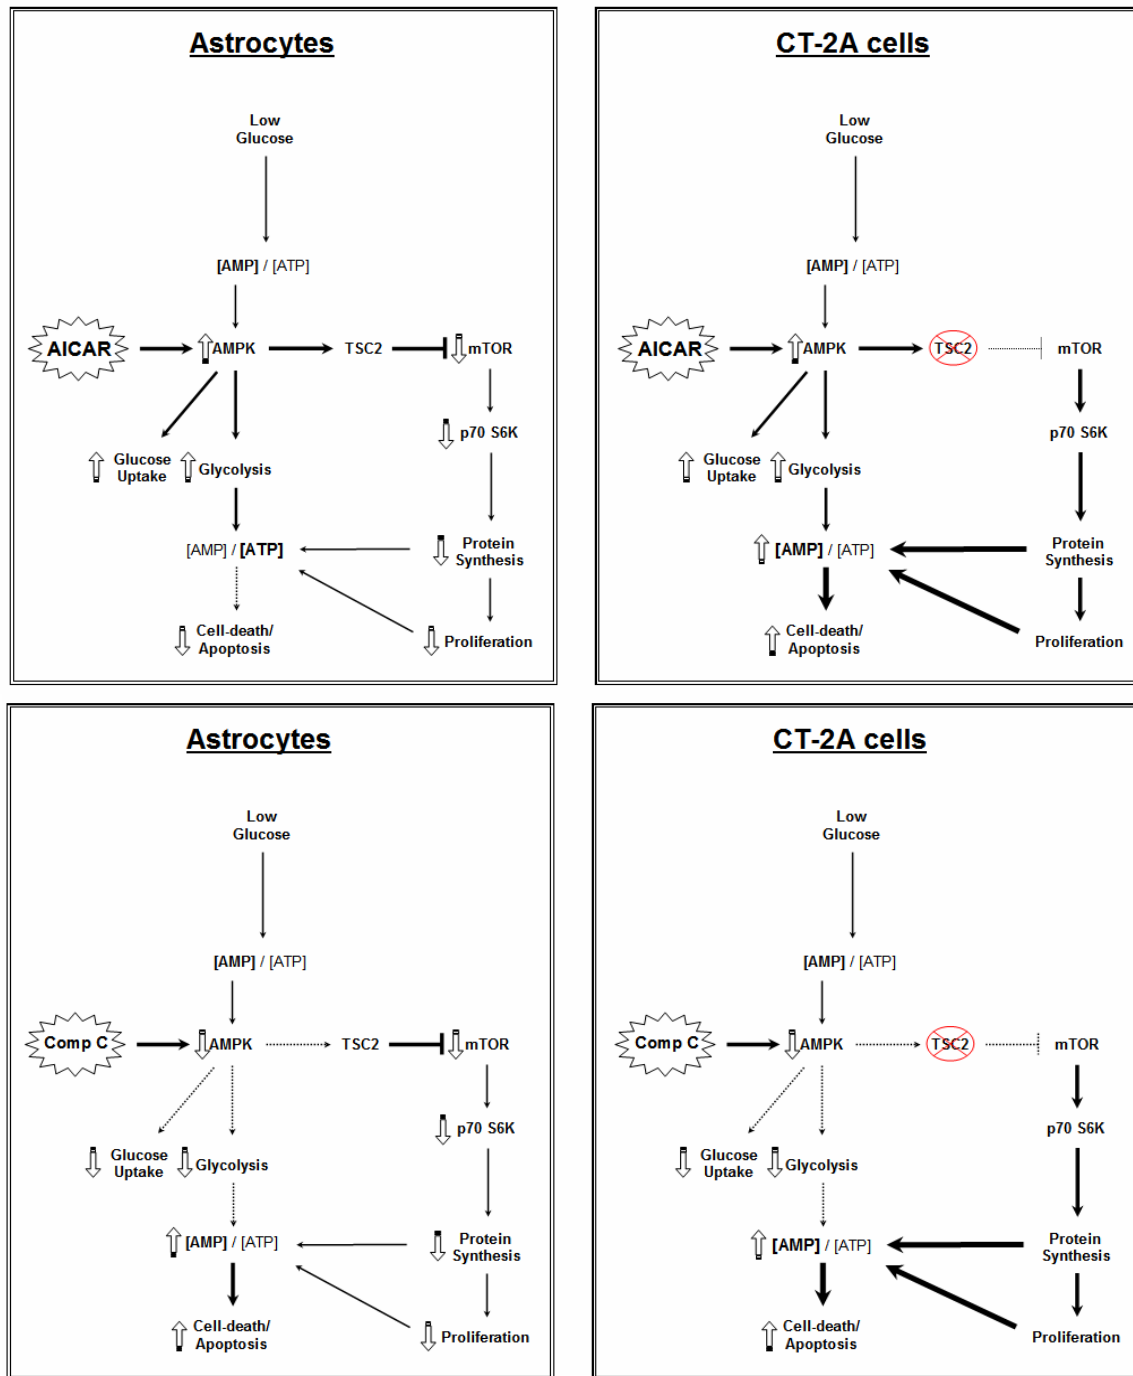 Astrocytes
Low
Glucose
[AMP] / [ATP]
AICAR
AMPK
TSC2
mTOR
p70 S6K
Glucose
Uptake
Glycolysis
[AMP] / [ATP]
Protein
Synthesis
Cell-death/
Apoptosis
Proliferation
CT-2A cells
Low
Glucose
[AMP] / [ATP]
AICAR
AMPK
TSC2
mTOR
p70 S6K
Glucose
Uptake
Glycolysis
[AMP] / [ATP]
Protein
Synthesis
Cell-death/
Apoptosis
Proliferation
Astrocytes
Low
Glucose
[AMP] / [ATP]
Comp C
AMPK
TSC2
mTOR
p70 S6K
Glucose
Uptake
Glycolysis
[AMP] / [ATP]
Protein
Synthesis
Cell-death/
Apoptosis
Proliferation
CT-2A cells
Low
Glucose
[AMP] / [ATP]
Comp C
AMPK
TSC2
mTOR
p70 S6K
Glucose
Uptake
Glycolysis
[AMP] / [ATP]
Protein
Synthesis
Cell-death/
Apoptosis
Proliferation